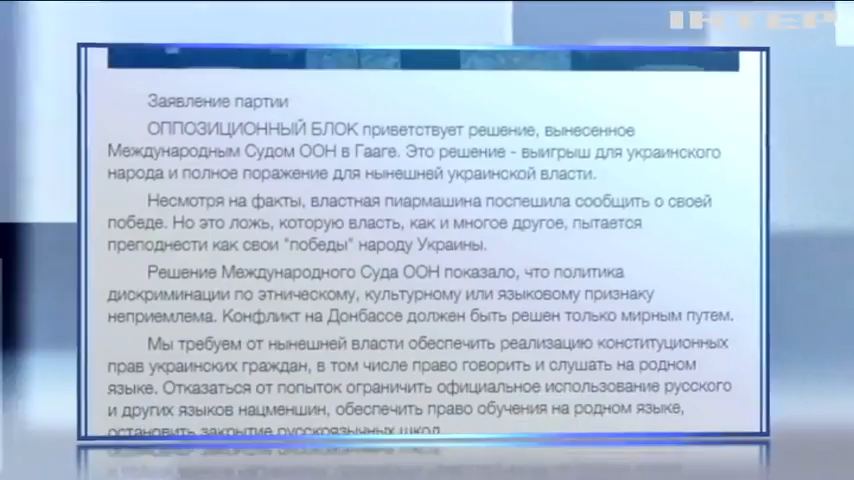 ІНТЕР
Заявление партии
ОППОЗИЦИОННЫЙ БЛОК приветствует решение, вынесенное
Международным Судом ООН в Гааге. Это решение - выигрыш для украинского
народа и полное поражение для нынешней украинской власти.
Несмотря на факты, властная пиармашина поспешила сообщить о своей
победе. Но это ложь, которую власть, как и многое другое, пытается
преподнести как свои "победы" народу Украины.
Решение Международного Суда ООН показало, что политика
дискриминации по этническому, культурному или языковому признаку
неприемлема. Конфликт на Донбассе должен быть решен только мирным путем.
Мы требуем от нынешней власти обеспечить реализацию конституционных
прав украинских граждан, в том числе право говорить и слушать на родном
языке. Отказаться от попыток ограничить официальное использование русского
и других языков нацменшин, обеспечить право обучения на родном языке,
остановить закрытие русскоязычных школ